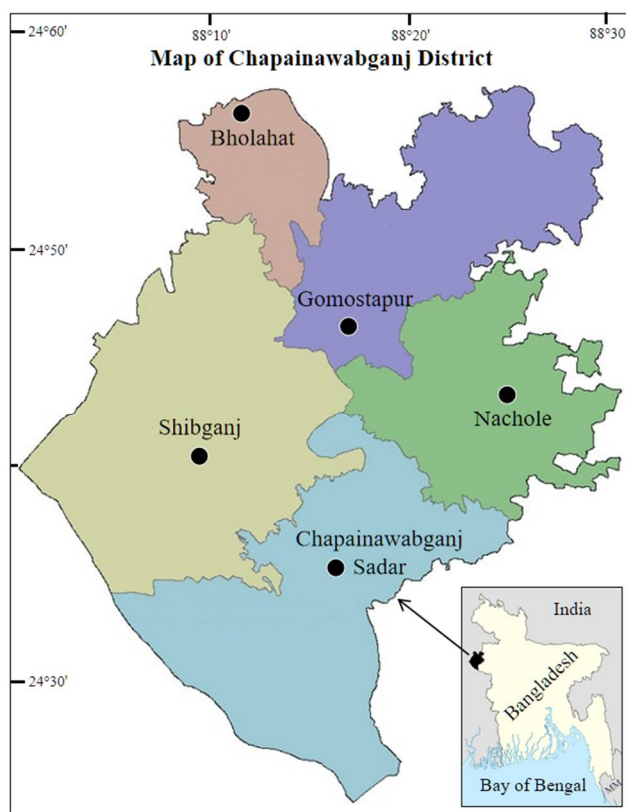 24°60'
88°10'
88°20'
88°30
Map of Chapainawabganj District
Bholahat
24°50'
Gomostapur
Nachole
Shibganj
Chapainawabganj
Sadar
24°30'
India
Bangladesh
Bay of Bengal
MM